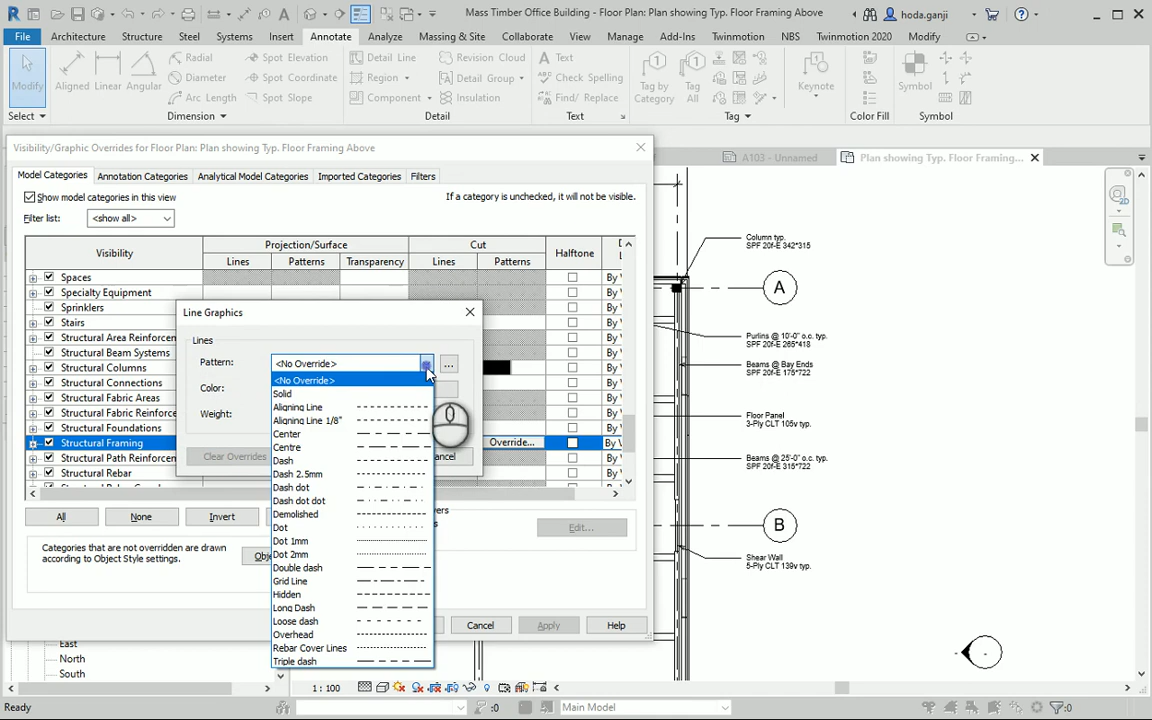 Mass Timber Office Building - Floor Plan: Plan showing Typ. Floor Framing Above
hoda.ganji
File Architecture Structure Steel Systems Insert Annotate Analyze Massing & Site Collaborate View Manage Add-Ins Twinmotion NBS Twinmotion 2020 Modify
Modify
Aligned Linear Angular
Radial
Diameter
Arc Length
Spot Elevation
Spot Coordinate
Spot Slope
Detail Line
Region
Component
Revision Cloud
Detail Group
Insulation
Text
Check Spelling
Find/ Replace
Tag by Category
Tag All
Keynote
Symbol
Select Dimension Detail Text Tag Color Fill Symbol
Visibility/Graphic Overrides for Floor Plan: Plan showing Typ. Floor Framing Above
A103 - Unnamed
Plan showing Typ. Floor Framing...
Model Categories Annotation Categories Analytical Model Categories Imported Categories Filters
Show model categories in this view
If a category is unchecked, it will not be visible.
Filter list: <show all>
Visibility
Projection/Surface
Cut
Halftone
Lines Patterns Transparency Lines Patterns
Spaces
Specialty Equipment
Sprinklers
Stairs
Structural Area Reinforcem
Structural Beam Systems
Structural Columns
Structural Connections
Structural Fabric Areas
Structural Fabric Reinforce
Structural Foundations
Structural Framing
Override...
Structural Path Reinforcem
Structural Rebar
All None Invert
Categories that are not overridden are drawn
according to Object Style settings.
Edit...
Cancel Apply Help
Line Graphics
Lines
Pattern: <No Override>
Color:
Weight:
Clear Overrides
<No Override>
Solid
Aligning Line
Aligning Line 1/8"
Center
Centre
Dash
Dash 2.5mm
Dash dot
Dash dot dot
Demolished
Dot
Dot 1mm
Dot 2mm
Double dash
Grid Line
Hidden
Long Dash
Loose dash
Overhead
Rebar Cover Lines
Triple dash
Column typ.
SPF 20f-E 342*315
A
Purlins @ 10'-0" o.c. typ.
SPF 20f-E 265*418
Beams @ Bay Ends
SPF 20f-E 175*722
Floor Panel
3-Ply CLT 105v typ.
Beams @ 25'-0" o.c. typ.
SPF 20f-E 315*722
B
Shear Wall
5-Ply CLT 139v typ.
East
North
South
1 : 100
Ready
:0
Main Model
:0